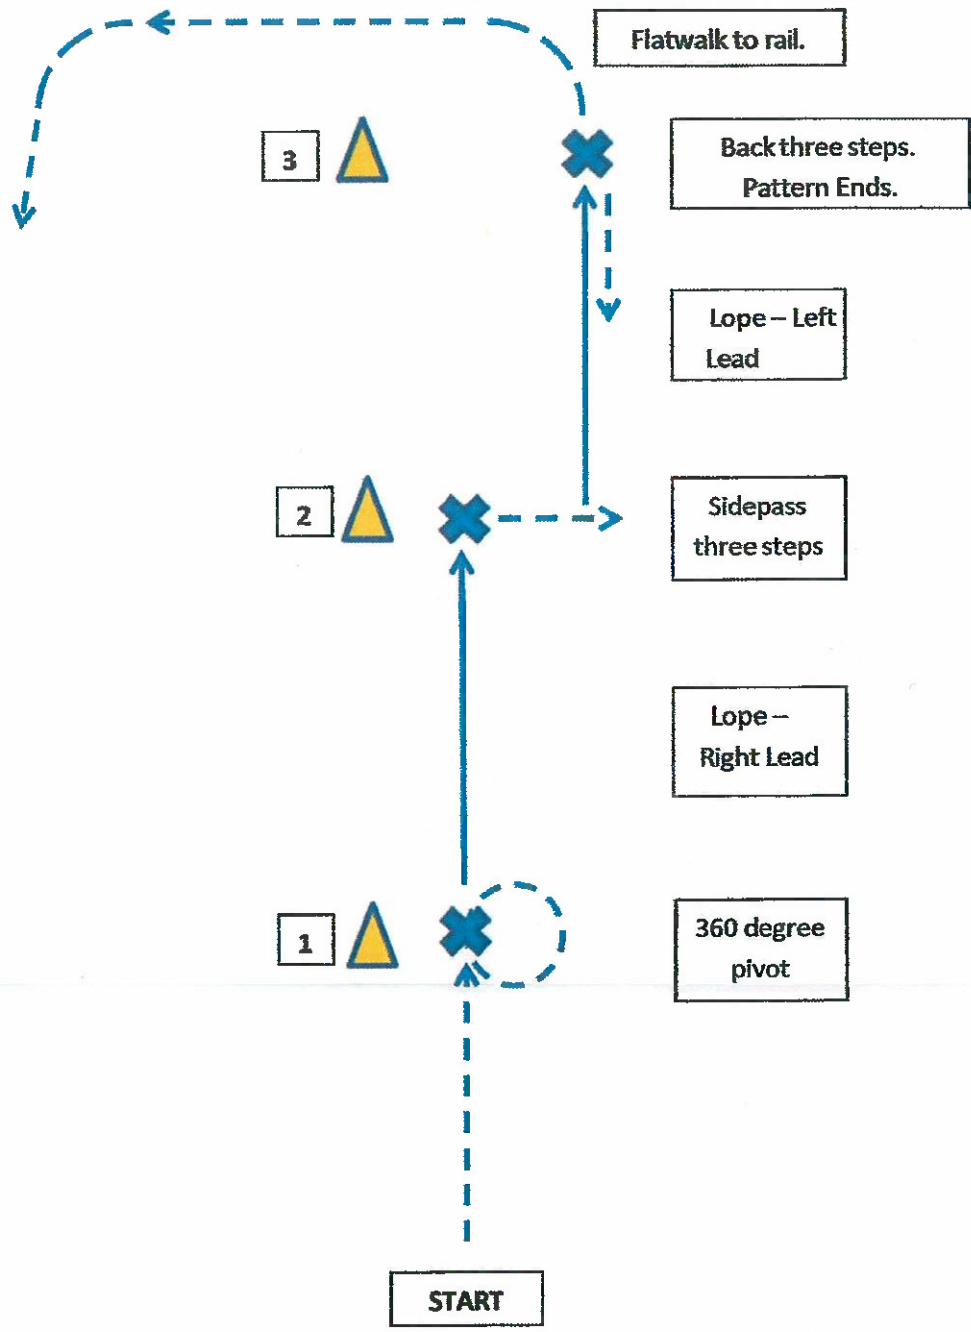 Flatwalk to rail.
3
Back three steps.
Pattern Ends.
Lope – Left
Lead
2
Sidepass
three steps
Lope –
Right Lead
1
360 degree
pivot
START